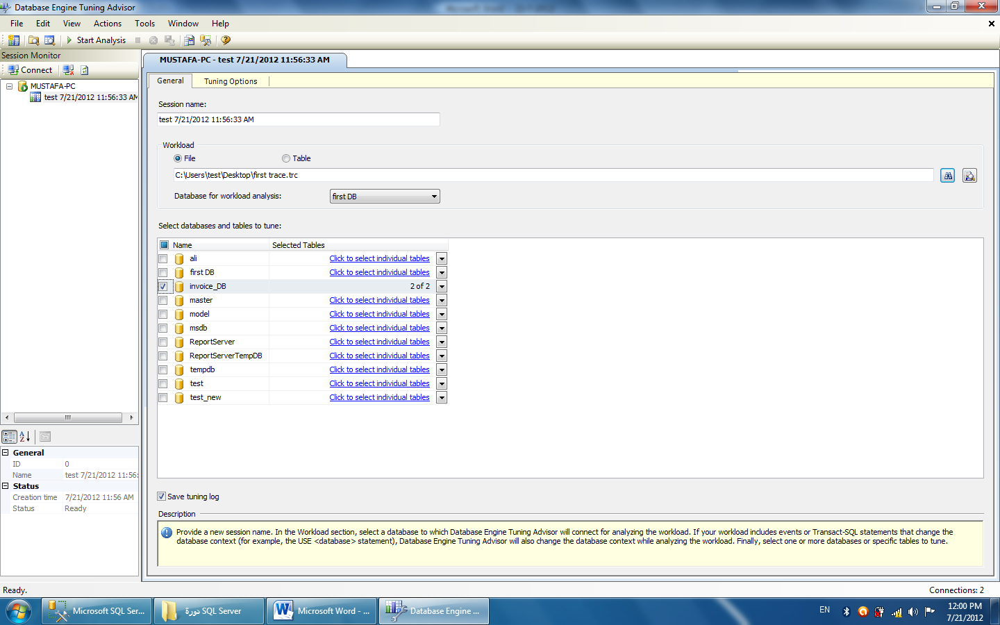 Database Engine Tuning Advisor
File Edit View Actions Tools Window Help
Start Analysis
Session Monitor
Connect
MUSTAFA-PC
test 7/21/2012 11:56:33 AM
MUSTAFA-PC - test 7/21/2012 11:56:33 AM
General Tuning Options
Session name:
test 7/21/2012 11:56:33 AM
Workload
File Table
C:\Users\test\Desktop\first trace.trc
Database for workload analysis: first DB
Select databases and tables to tune:
Name Selected Tables
ali Click to select individual tables
first DB Click to select individual tables
invoice_DB 2 of 2
master Click to select individual tables
model Click to select individual tables
msdb Click to select individual tables
ReportServer Click to select individual tables
ReportServerTempDB Click to select individual tables
tempdb Click to select individual tables
test Click to select individual tables
test_new Click to select individual tables
General
ID 0
Name test 7/21/2012 11:56:
Status
Creation time 7/21/2012 11:56 AM
Status Ready
Save tuning log
Description
Provide a new session name. In the Workload section, select a database to which Database Engine Tuning Advisor will connect for analyzing the workload. If your workload includes events or Transact-SQL statements that change the
database context (for example, the USE <database> statement), Database Engine Tuning Advisor will also change the database context while analyzing the workload. Finally, select one or more databases or specific tables to tune.
Ready. Connections: 2
Microsoft SQL Ser... دورة SQL Server Microsoft Word - ... Database Engine ... EN 12:00 PM
7/21/2012